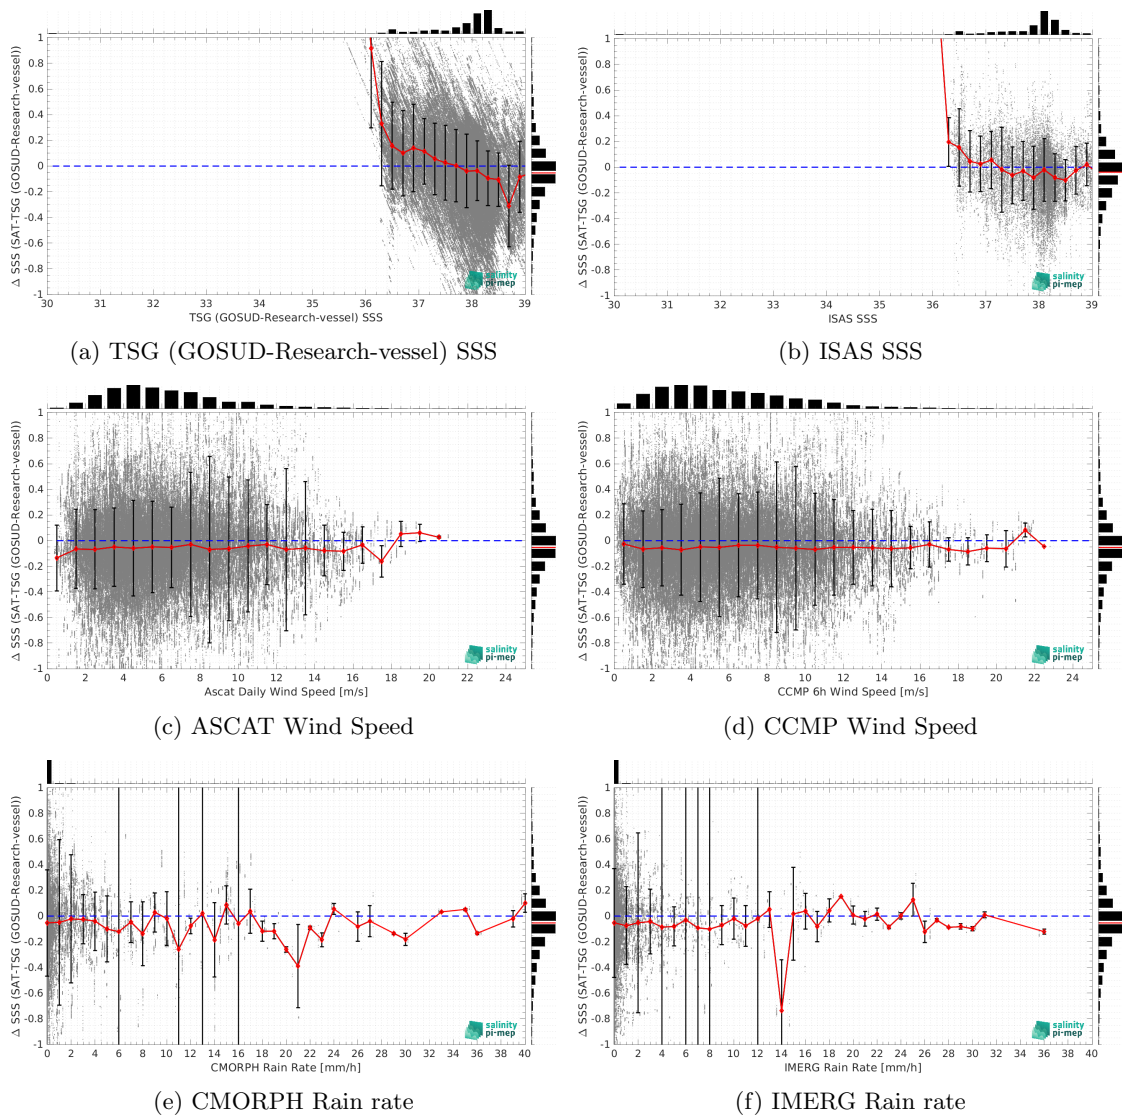 1
0.8
0.6
0.4
0.2
0
-0.2
-0.4
-0.6
-0.8
-1
Δ SSS (SAT-TSG (GOSUD-Research-vessel))
30 31 32 33 34 35 36 37 38 39
TSG (GOSUD-Research-vessel) SSS
salinity
pi-mep
(a) TSG (GOSUD-Research-vessel) SSS
1
0.8
0.6
0.4
0.2
0
-0.2
-0.4
-0.6
-0.8
-1
Δ SSS (SAT-TSG (GOSUD-Research-vessel))
30 31 32 33 34 35 36 37 38 39
ISAS SSS
salinity
pi-mep
(b) ISAS SSS
1
0.8
0.6
0.4
0.2
0
-0.2
-0.4
-0.6
-0.8
-1
Δ SSS (SAT-TSG (GOSUD-Research-vessel))
0 2 4 6 8 10 12 14 16 18 20 22 24
Ascat Daily Wind Speed [m/s]
salinity
pi-mep
(c) ASCAT Wind Speed
1
0.8
0.6
0.4
0.2
0
-0.2
-0.4
-0.6
-0.8
-1
Δ SSS (SAT-TSG (GOSUD-Research-vessel))
0 2 4 6 8 10 12 14 16 18 20 22 24
CCMP 6h Wind Speed [m/s]
salinity
pi-mep
(d) CCMP Wind Speed
1
0.8
0.6
0.4
0.2
0
-0.2
-0.4
-0.6
-0.8
-1
Δ SSS (SAT-TSG (GOSUD-Research-vessel))
0 2 4 6 8 10 12 14 16 18 20 22 24 26 28 30 32 34 36 38 40
CMORPH Rain Rate [mm/h]
salinity
pi-mep
(e) CMORPH Rain rate
1
0.8
0.6
0.4
0.2
0
-0.2
-0.4
-0.6
-0.8
-1
Δ SSS (SAT-TSG (GOSUD-Research-vessel))
0 2 4 6 8 10 12 14 16 18 20 22 24 26 28 30 32 34 36 38 40
IMERG Rain Rate [mm/h]
salinity
pi-mep
(f) IMERG Rain rate